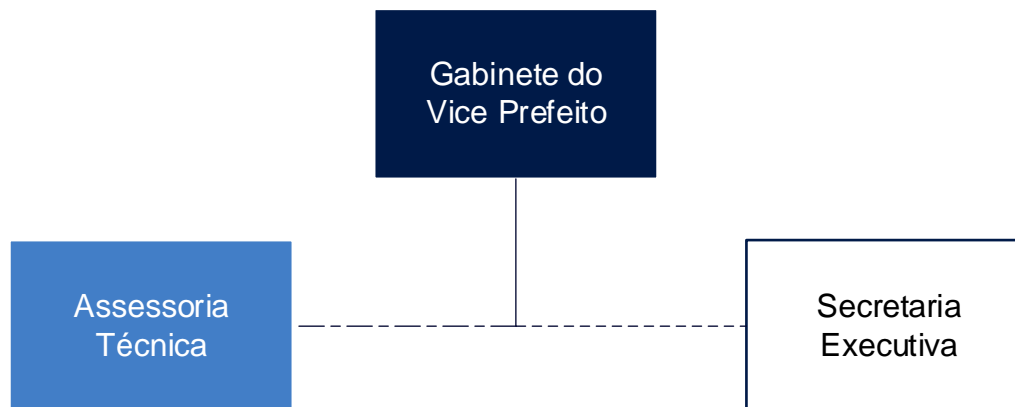 Gabinete do
Vice Prefeito
Assessoria
Técnica
Secretaria
Executiva